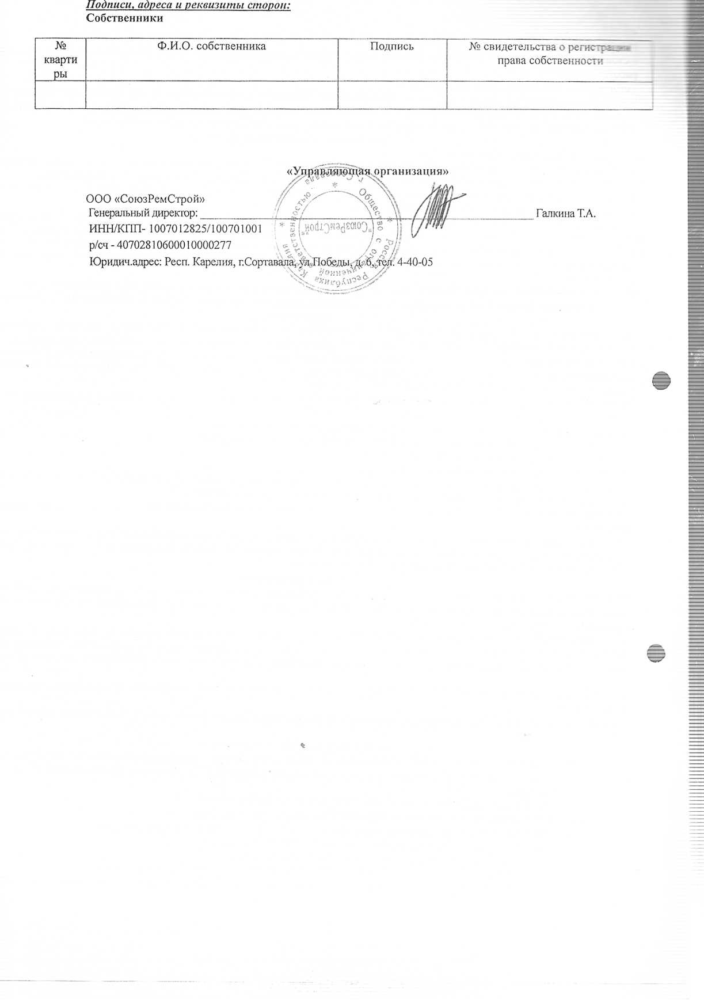 Подписи, адреса и реквизиты сторон:
Собственники
№
кварти
ры
Ф.И.О. собственника
Подпись
№ свидетельства о регистрации
права собственности
«Управляющая организация»
ООО «СоюзРемСтрой»
Генеральный директор: Галкина Т.А.
ИНН/КПП- 1007012825/100701001
р/сч - 40702810600010000277
Юридич.адрес: Респ. Карелия, г.Сортавала, ул.Победы, д. 6, тел. 4-40-05
* Россия Республика Карелия *
г. Сортавала
* Общество с ограниченной ответственностью
"СоюзРемСтрой"